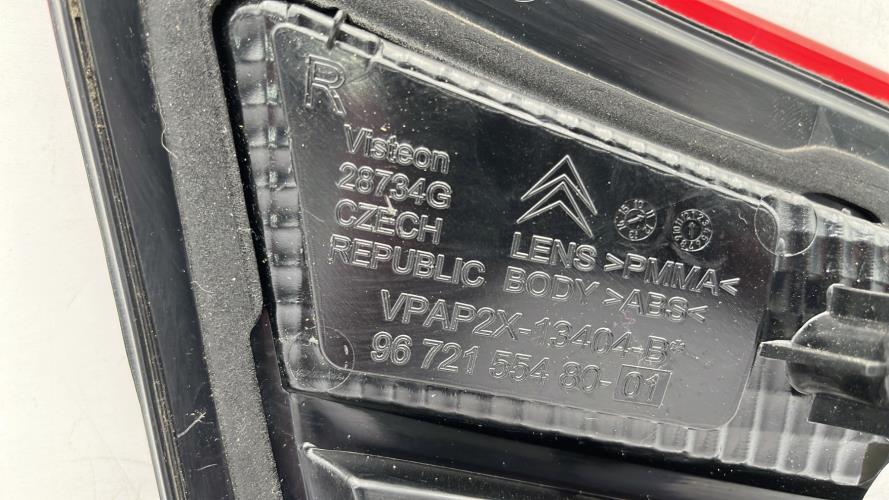 R
Visteon
28734G
CZECH
REPUBLIC
LENS >PMMA<
BODY >ABS<
VPAP2X-13404-B*
96 721 554 80-01